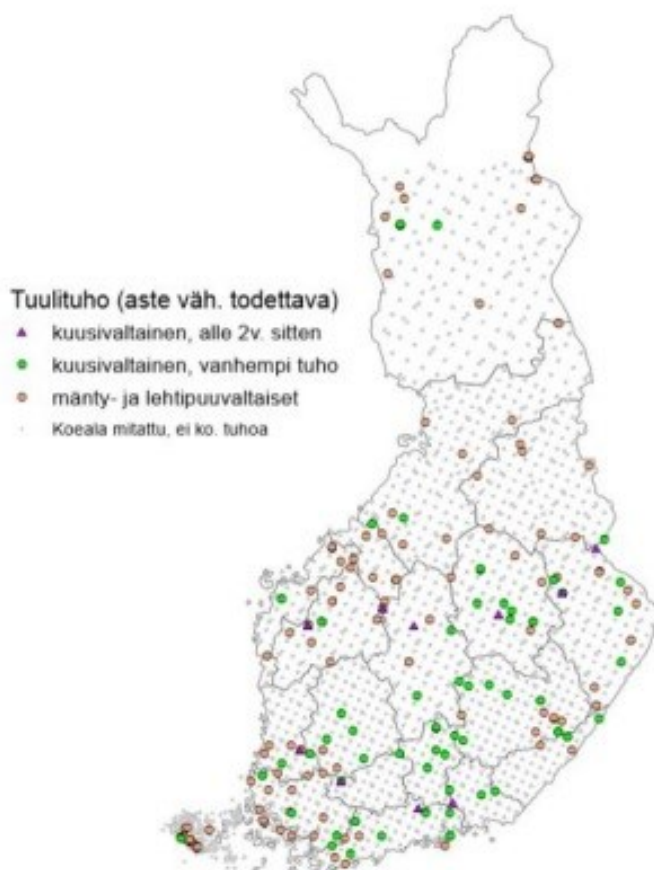 Tuulituho (aste väh. todettava)
kuusivaltainen, alle 2v. sitten
kuusivaltainen, vanhempi tuho
mänty- ja lehtipuuvaltaiset
Koeala mitattu, ei ko. tuhoa